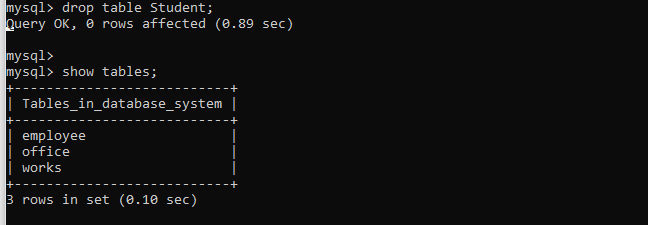 mysql> drop table Student;
Query OK, 0 rows affected (0.89 sec)
mysql>
mysql> show tables;
+---------------------------+
| Tables_in_database_system |
+---------------------------+
| employee                  |
| office                    |
| works                     |
+---------------------------+
3 rows in set (0.10 sec)